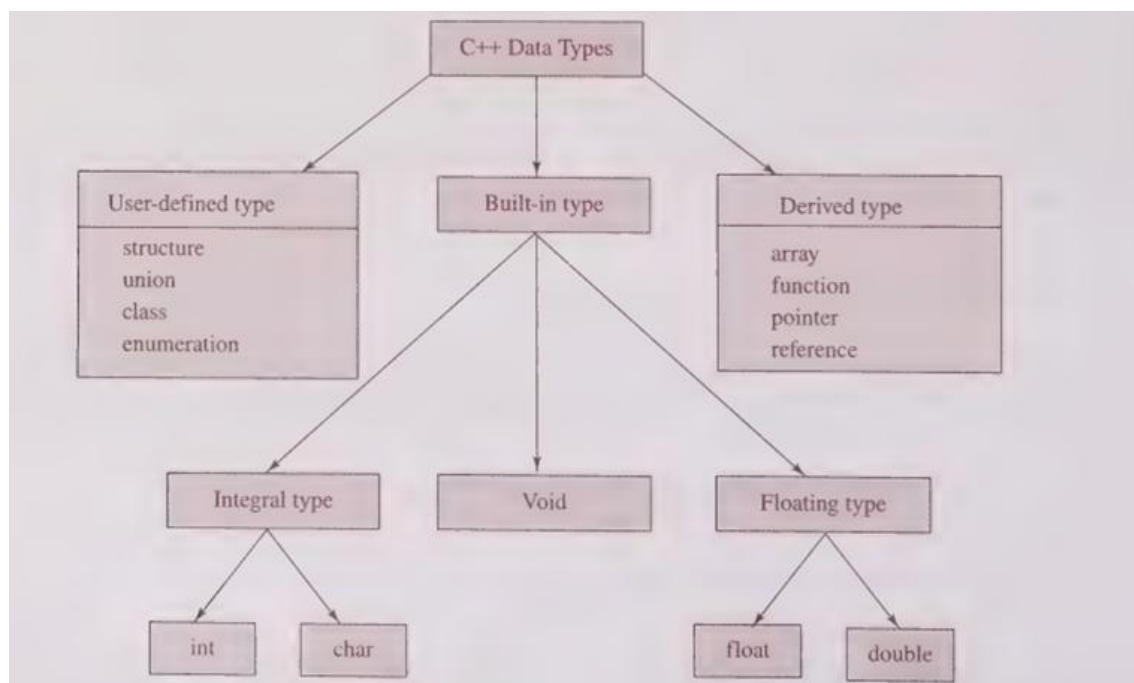 C++ Data Types
User-defined type
structure
union
class
enumeration
Built-in type
Derived type
array
function
pointer
reference
Integral type
Void
Floating type
int
char
float
double